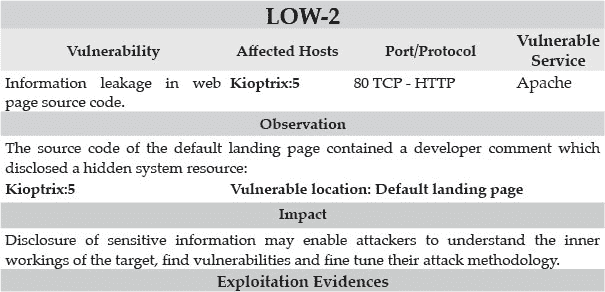 LOW-2
Vulnerability Affected Hosts Port/Protocol Vulnerable Service
Information leakage in web Kioptrix:5 80 TCP - HTTP Apache
page source code.
Observation
The source code of the default landing page contained a developer comment which
disclosed a hidden system resource:
Kioptrix:5 Vulnerable location: Default landing page
Impact
Disclosure of sensitive information may enable attackers to understand the inner
workings of the target, find vulnerabilities and fine tune their attack methodology.
Exploitation Evidences